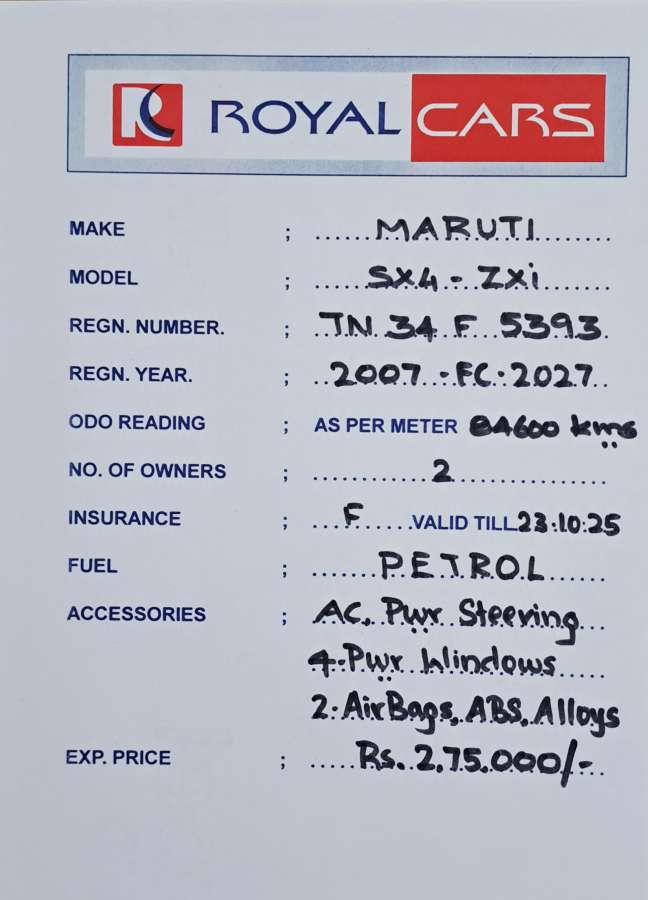 R ROYAL CARS
MAKE ; MARUTI
MODEL ; SX4 - ZXi
REGN. NUMBER. ; TN 34 F 5393
REGN. YEAR. ; 2007 - FC - 2027
ODO READING ; AS PER METER 84600 kms
NO. OF OWNERS ; 2
INSURANCE ; F VALID TILL 23.10.25
FUEL ; PETROL
ACCESSORIES ; AC, Pwr Steering
4-Pwr Windows
2-AirBags, ABS, Alloys
EXP. PRICE ; Rs. 2,75,000/-